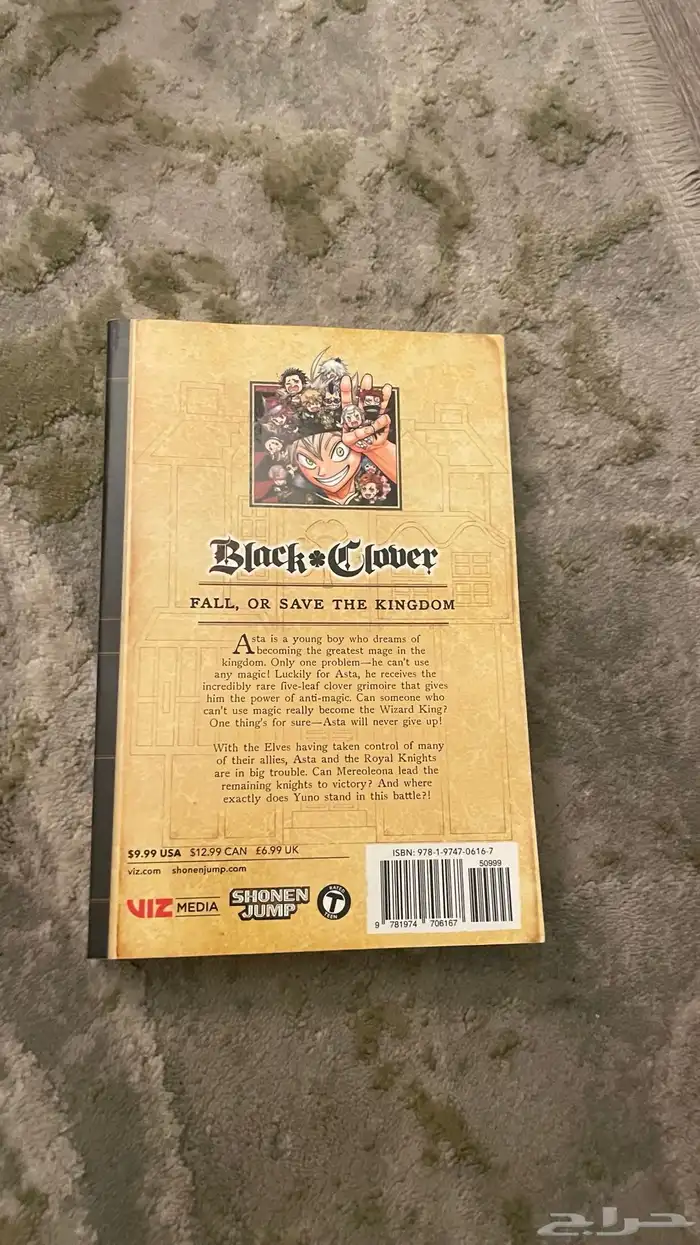 Black Clover
FALL, OR SAVE THE KINGDOM
Asta is a young boy who dreams of
becoming the greatest mage in the
kingdom. Only one problem—he can't use
any magic! Luckily for Asta, he receives the
incredibly rare five-leaf clover grimoire that gives
him the power of anti-magic. Can someone who
can't use magic really become the Wizard King?
One thing's for sure—Asta will never give up!
With the Elves having taken control of many
of their allies, Asta and the Royal Knights
are in big trouble. Can Mereoleona lead the
remaining knights to victory? And where
exactly does Yuno stand in this battle?!
$9.99 USA $12.99 CAN £6.99 UK
viz.com shonenjump.com
VIZ MEDIA
SHONEN
JUMP
RATED
T
TEEN
ISBN: 978-1-9747-0616-7
50999
9 781974 706167
حراج